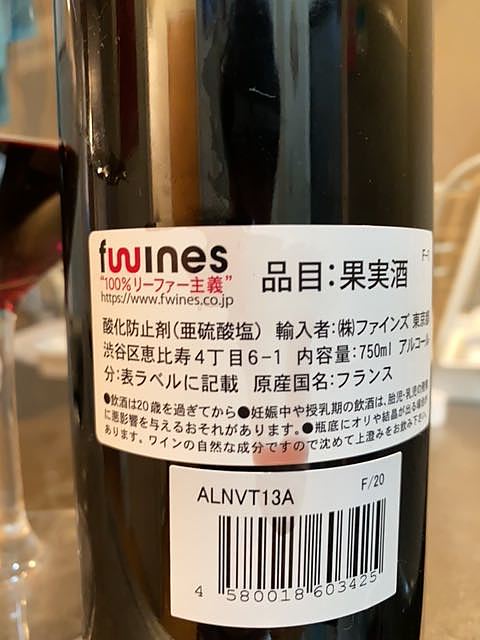 fwines
"100%リーファー主義"
https://www.fwines.co.jp
品目:果実酒
酸化防止剤(亜硫酸塩) 輸入者:㈱ファインズ 東京都
渋谷区恵比寿4丁目6-1 内容量:750ml アルコール
分:表ラベルに記載 原産国名:フランス
●飲酒は20歳を過ぎてから●妊娠中や授乳期の飲酒は、胎児・乳児の発育
に悪影響を与えるおそれがあります。●瓶底にオリや結晶が出る場合が
あります。ワインの自然な成分ですので沈めて上澄みをお飲み下さい
ALNVT13A
F/20
4 580018 603425